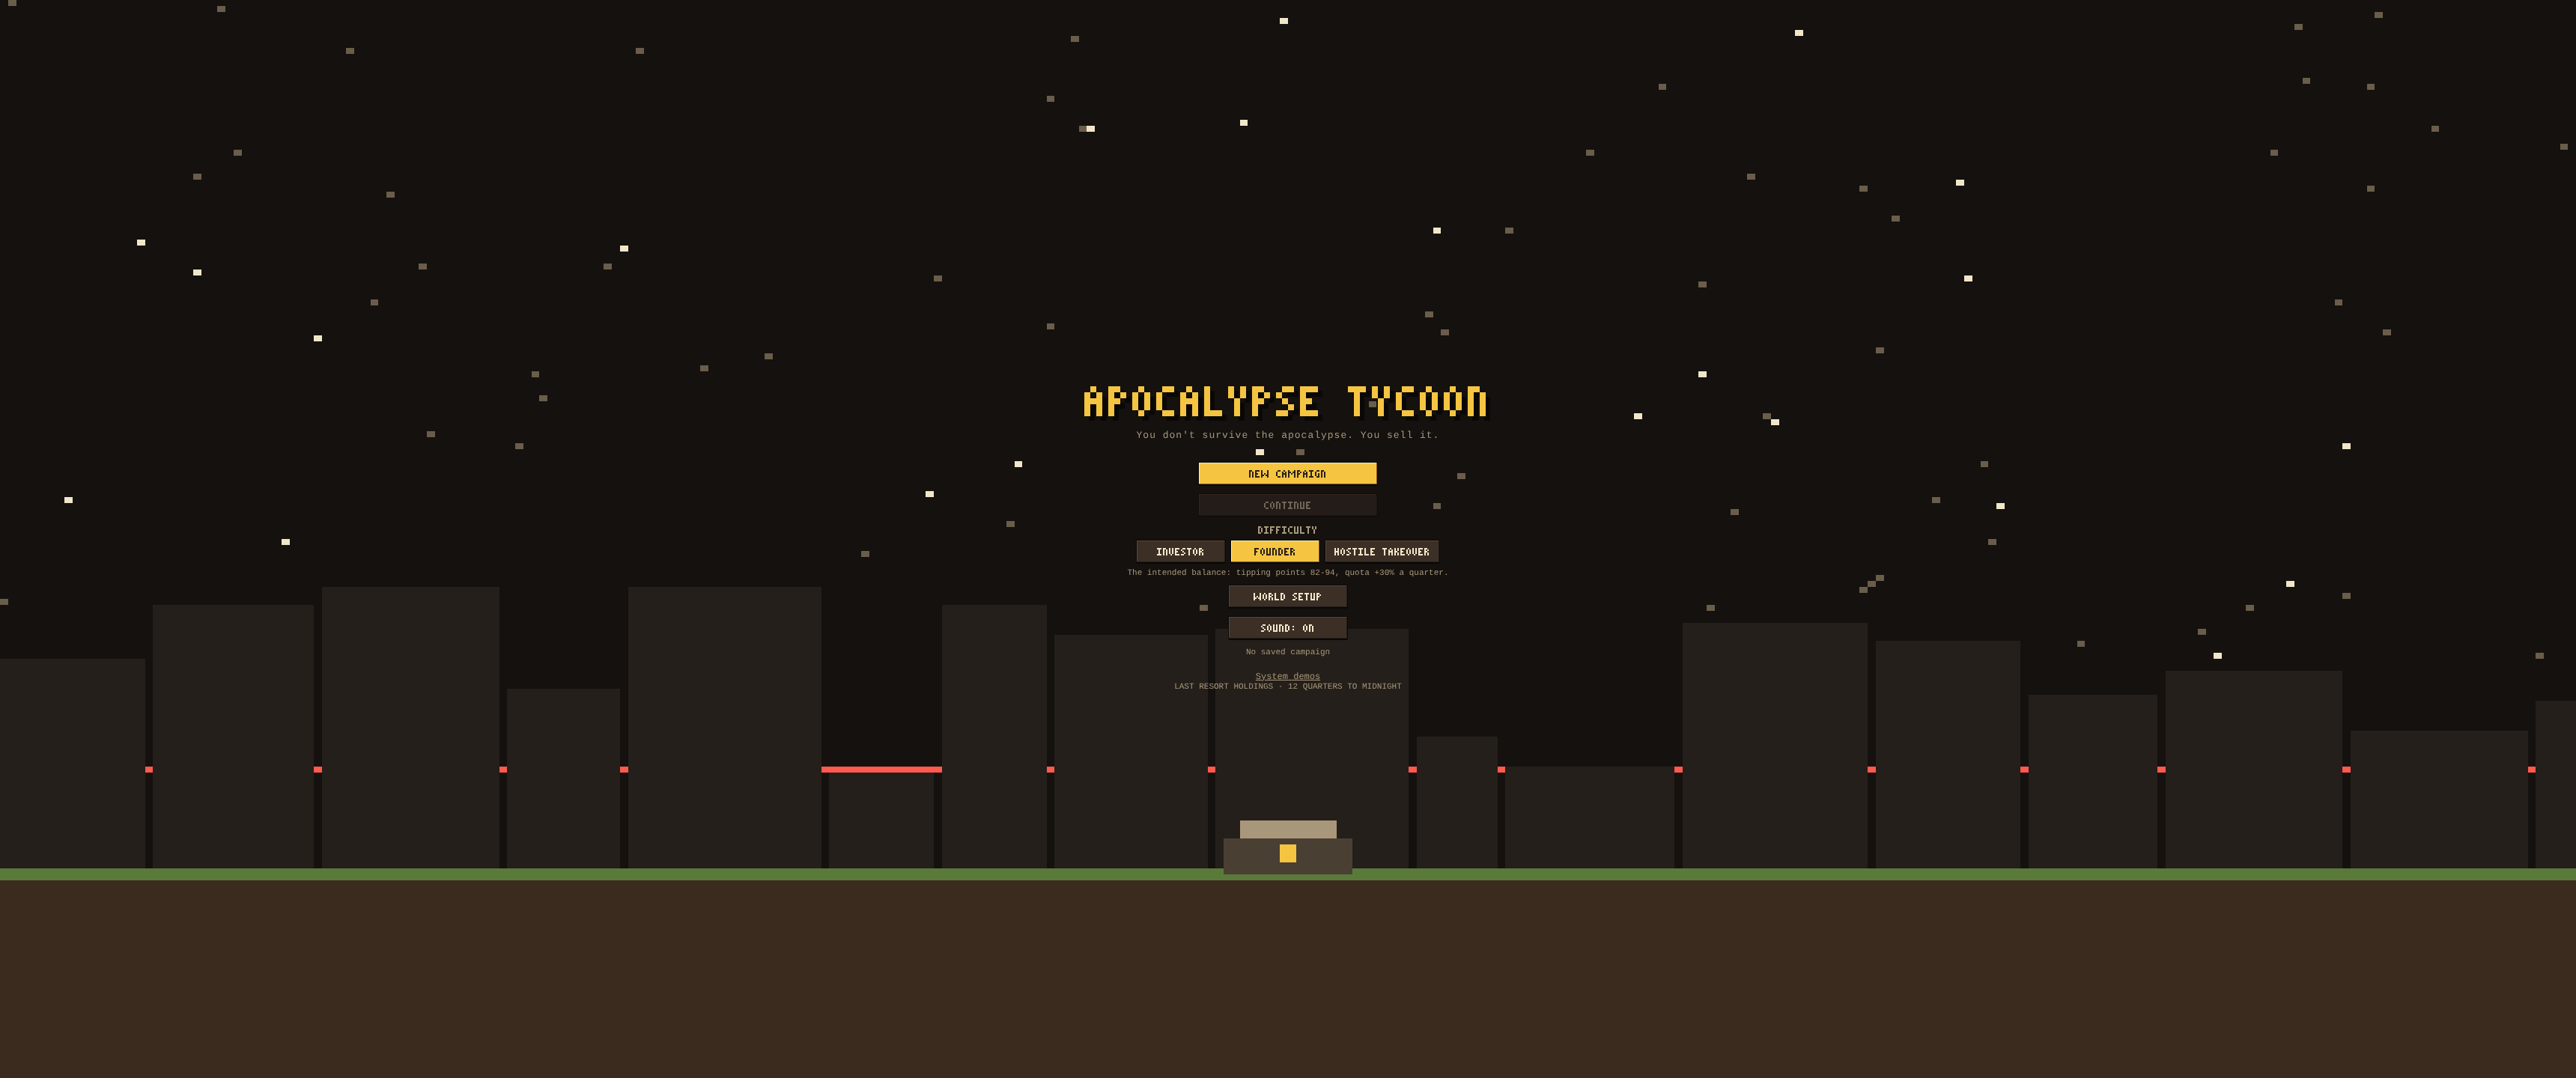 APOCALYPSE TYCOON
You don't survive the apocalypse. You sell it.
NEW CAMPAIGN
CONTINUE
DIFFICULTY
INVESTOR FOUNDER HOSTILE TAKEOVER
The intended balance: tipping points 82-94, quota +30% a quarter.
WORLD SETUP
SOUND: ON
No saved campaign
System demos
LAST RESORT HOLDINGS · 12 QUARTERS TO MIDNIGHT